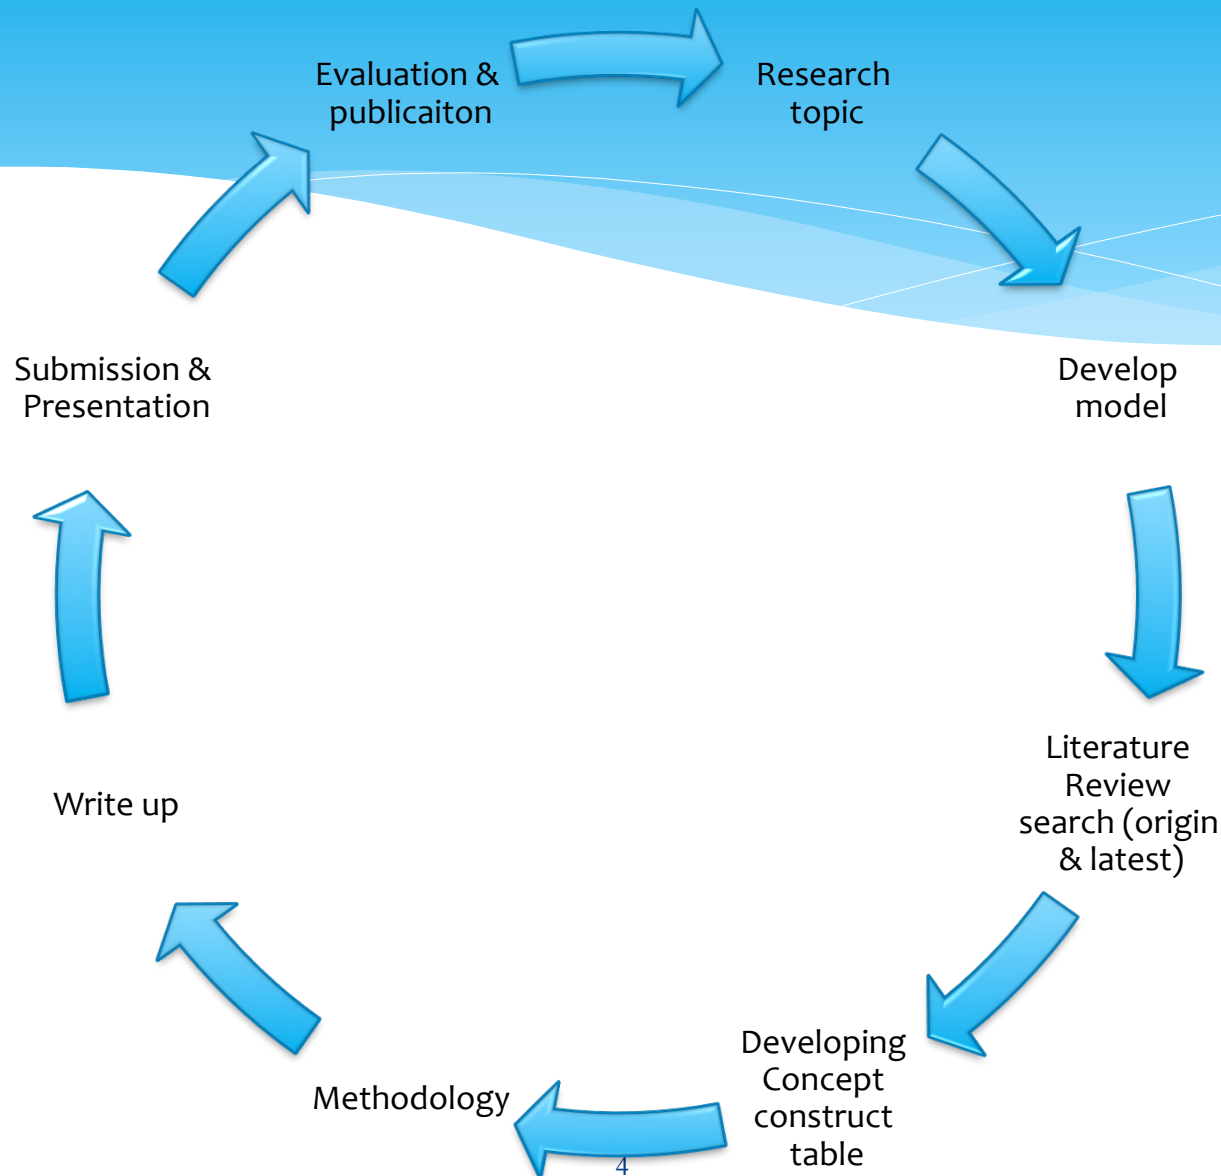 Evaluation &
publicaiton
Research
topic
Develop
model
Literature
Review
search (origin
& latest)
Developing
Concept
construct
table
Methodology
Write up
Submission &
Presentation
4